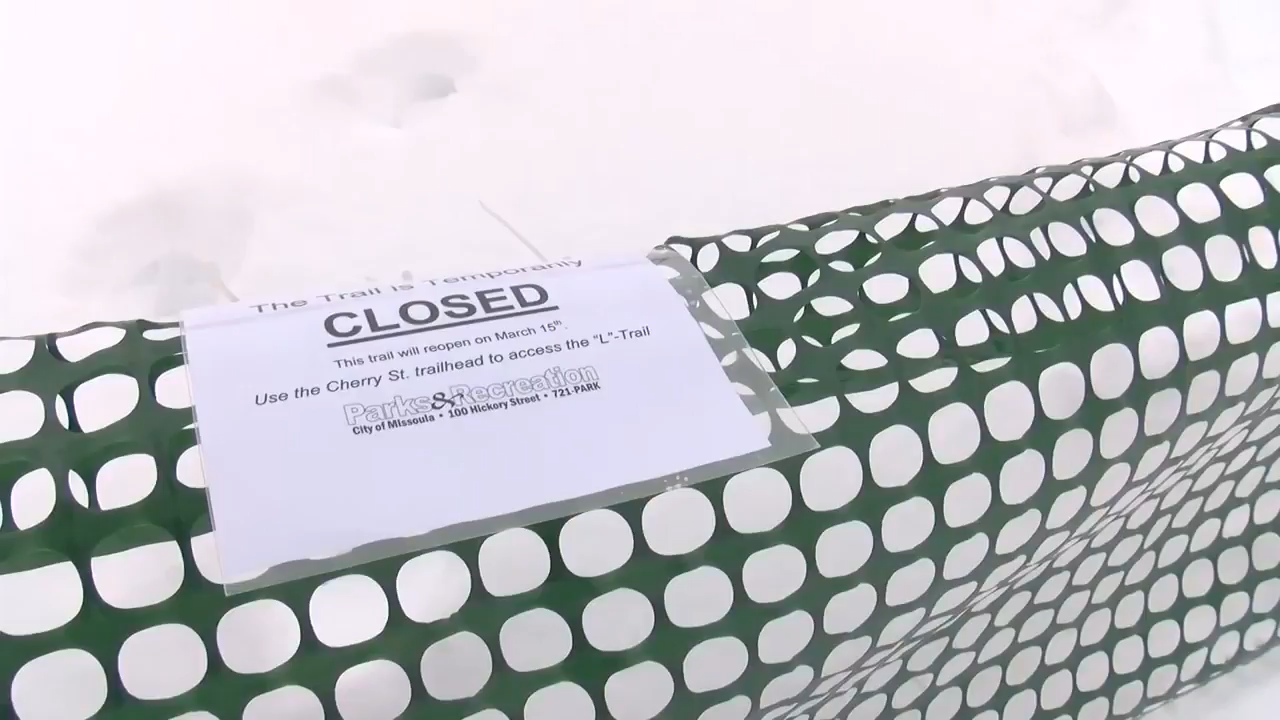 The Trail Is Temporarily
CLOSED
This trail will reopen on March 15th.
Use the Cherry St. trailhead to access the "L"-Trail
Parks & Recreation
City of Missoula • 100 Hickory Street • 721-PARK